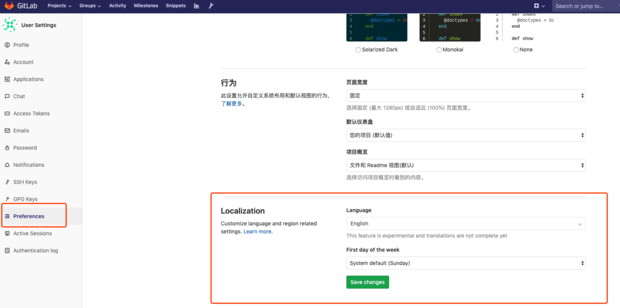 GitLab Projects Groups Activity Milestones Snippets Search or jump to...
User Settings
Profile
Account
Applications
Chat
Access Tokens
Emails
Password
Notifications
SSH Keys
GPG Keys
Preferences
Active Sessions
Authentication log
5 @doctypes = Do
6 end
def show
5 @doctypes = Do
6 end
def show
@doctypes = Do
end
def show
Solarized Dark
Monokai
None
行为
此设置允许自定义系统布局和默认视图的行为。
了解更多。
页面宽度
固定
选择固定 (最大 1280px) 或自适应 (100%) 页面宽度。
默认仪表盘
您的项目 (默认值)
项目概览
文件和 Readme 视图(默认)
选择访问项目概览时看到的内容。
Localization
Customize language and region related
settings. Learn more.
Language
English
This feature is experimental and translations are not complete yet
First day of the week
System default (Sunday)
Save changes